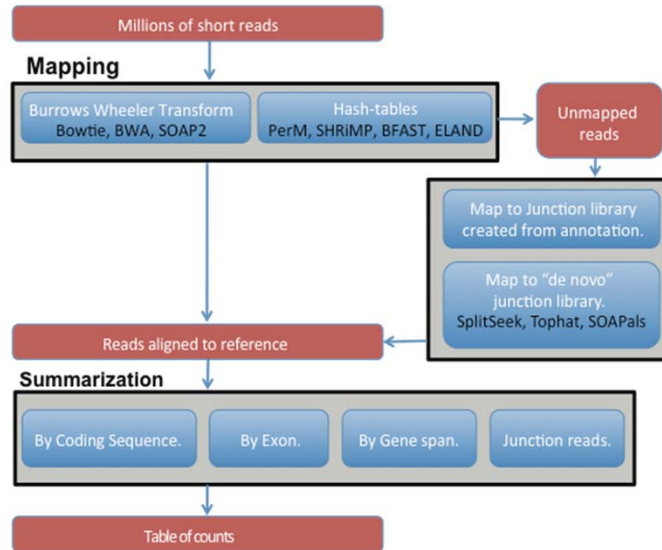 Millions of short reads
Mapping
Burrows Wheeler Transform
Bowtie, BWA, SOAP2
Hash-tables
PerM, SHRiMP, BFAST, ELAND
Unmapped
reads
Map to Junction library
created from annotation.
Map to “de novo”
junction library.
SplitSeek, Tophat, SOAPals
Reads aligned to reference
Summarization
By Coding Sequence.
By Exon.
By Gene span.
Junction reads.
Table of counts